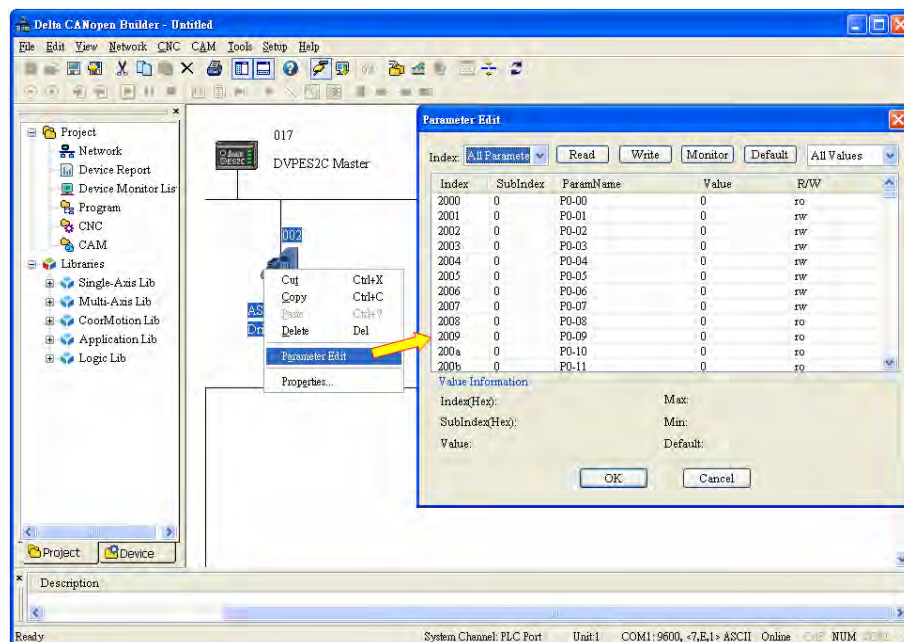 Delta CANopen Builder - Untitled
File Edit View Network CNC CAM Tools Setup Help
Project
Network
Device Report
Device Monitor Lis
Program
CNC
CAM
Libraries
Single-Axis Lib
Multi-Axis Lib
CoorMotion Lib
Application Lib
Logic Lib
Project Device
017
DVPES2C Master
002
AS
Dri
Cut Ctrl+X
Copy Ctrl+C
Paste Ctrl+V
Delete Del
Parameter Edit
Properties...
Parameter Edit
Index: All Paramete Read Write Monitor Default All Values
Index SubIndex ParamName Value R/W
2000 0 P0-00 0 ro
2001 0 P0-01 0 rw
2002 0 P0-02 0 rw
2003 0 P0-03 0 rw
2004 0 P0-04 0 rw
2005 0 P0-05 0 rw
2006 0 P0-06 0 rw
2007 0 P0-07 0 rw
2008 0 P0-08 0 ro
2009 0 P0-09 0 ro
200a 0 P0-10 0 ro
200b 0 P0-11 0 ro
Value Information
Index(Hex): Max:
SubIndex(Hex): Min:
Value: Default:
OK Cancel
Description
Ready System Channel: PLC Port Unit:1 COM1: 9600, <7,E,1> ASCII Online NUM